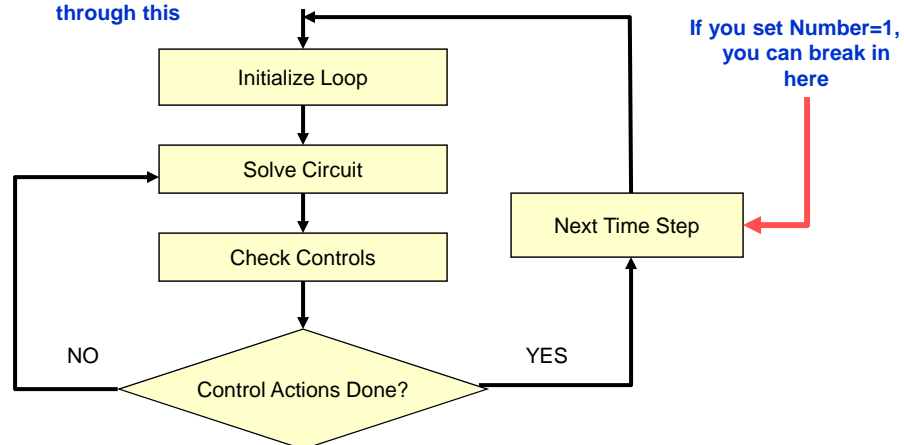 through this
If you set Number=1,
you can break in
here
Initialize Loop
Solve Circuit
Next Time Step
Check Controls
NO
YES
Control Actions Done?